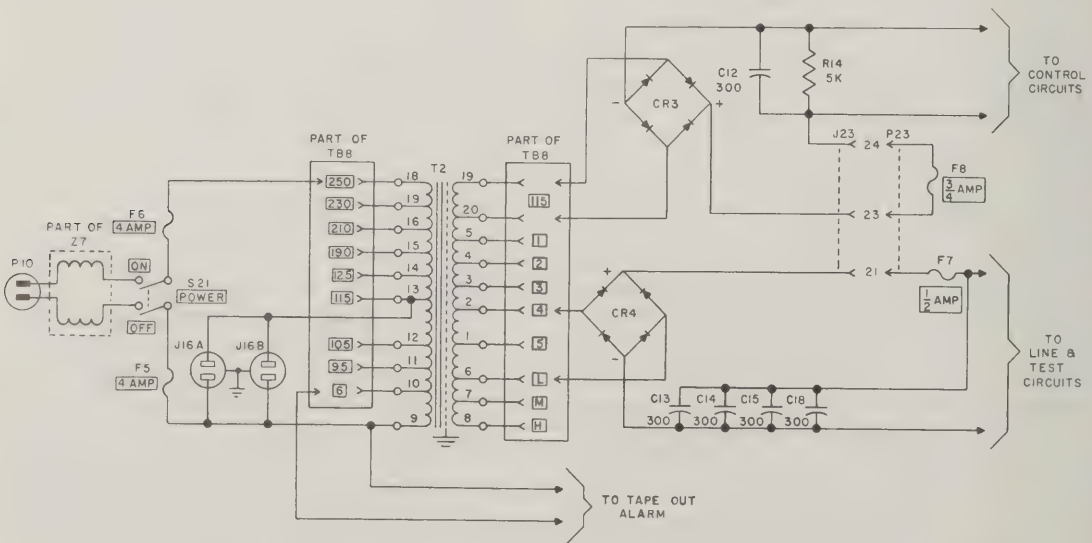 PART OF
Z7
P10
F6
4 AMP
ON
OFF
S21
POWER
F5
4 AMP
J16A
J16B
PART OF
TB8
250
230
210
190
125
115
105
95
6
18
19
16
15
14
13
12
11
10
9
T2
19
20
5
4
3
2
1
6
7
8
PART OF
TB8
115
1
2
3
4
5
L
M
H
-
CR3
+
+
CR4
-
C12
300
R14
5K
TO
CONTROL
CIRCUITS
J23
P23
24
23
21
F8
3/4 AMP
F7
1/2 AMP
C13
300
C14
300
C15
300
C18
300
TO
LINE &
TEST
CIRCUITS
TO TAPE OUT
ALARM